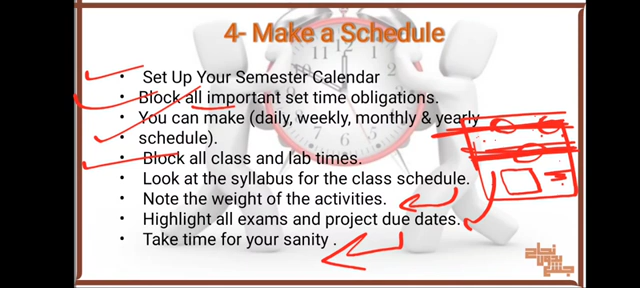 4- Make a Schedule
• Set Up Your Semester Calendar
• Block all important set time obligations.
• You can make (daily, weekly, monthly & yearly
• schedule).
• Block all class and lab times.
• Look at the syllabus for the class schedule.
• Note the weight of the activities.
• Highlight all exams and project due dates.
• Take time for your sanity .